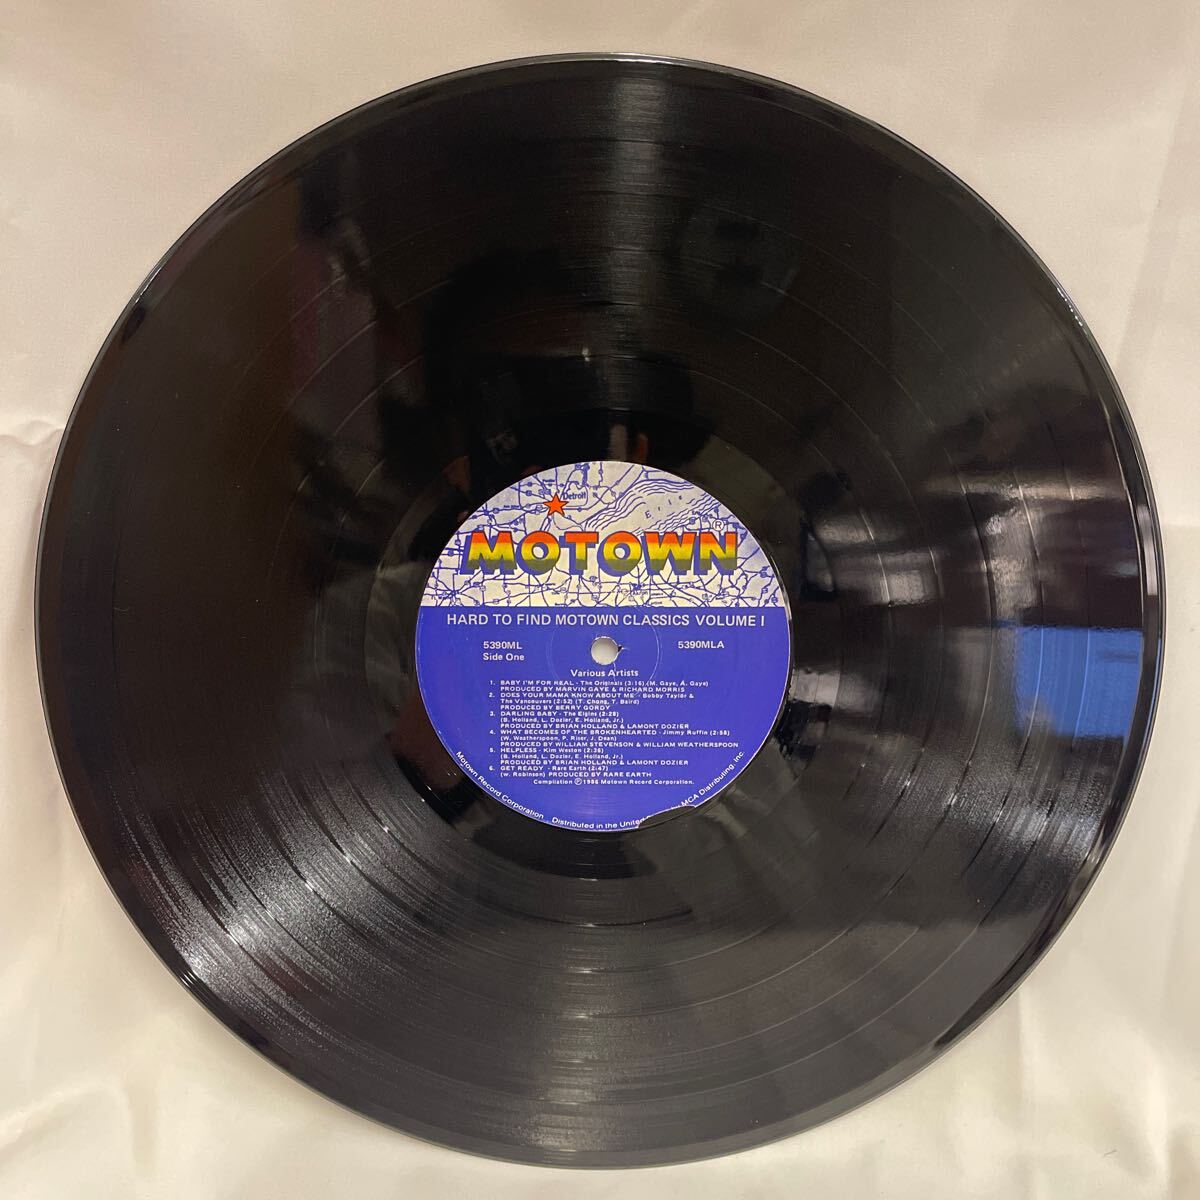 Detroit
Erie
MOTOWN®
HARD TO FIND MOTOWN CLASSICS VOLUME I
5390ML 5390MLA
Side One
Various Artists
1. BABY I'M FOR REAL - The Originals (3:16) (M. Gaye, A. Gaye)
PRODUCED BY MARVIN GAYE & RICHARD MORRIS
2. DOES YOUR MAMA KNOW ABOUT ME - Bobby Taylor &
The Vancouvers (2:52) (T. Chong, T. Baird)
PRODUCED BY BERRY GORDY
3. DARLING BABY - The Elgins (2:28)
(B. Holland, L. Dozier, E. Holland, Jr.)
PRODUCED BY BRIAN HOLLAND & LAMONT DOZIER
4. WHAT BECOMES OF THE BROKENHEARTED - Jimmy Ruffin (2:58)
(W. Weatherspoon, P. Riser, J. Dean)
PRODUCED BY WILLIAM STEVENSON & WILLIAM WEATHERSPOON
5. HELPLESS - Kim Weston (2:36)
(B. Holland, L. Dozier, E. Holland, Jr.)
PRODUCED BY BRIAN HOLLAND & LAMONT DOZIER
6. GET READY - Rare Earth (2:47)
(W. Robinson) PRODUCED BY RARE EARTH
Compilation ℗ 1986 Motown Record Corporation.
Motown Record Corporation. Distributed in the United MCA Distributing, Inc.